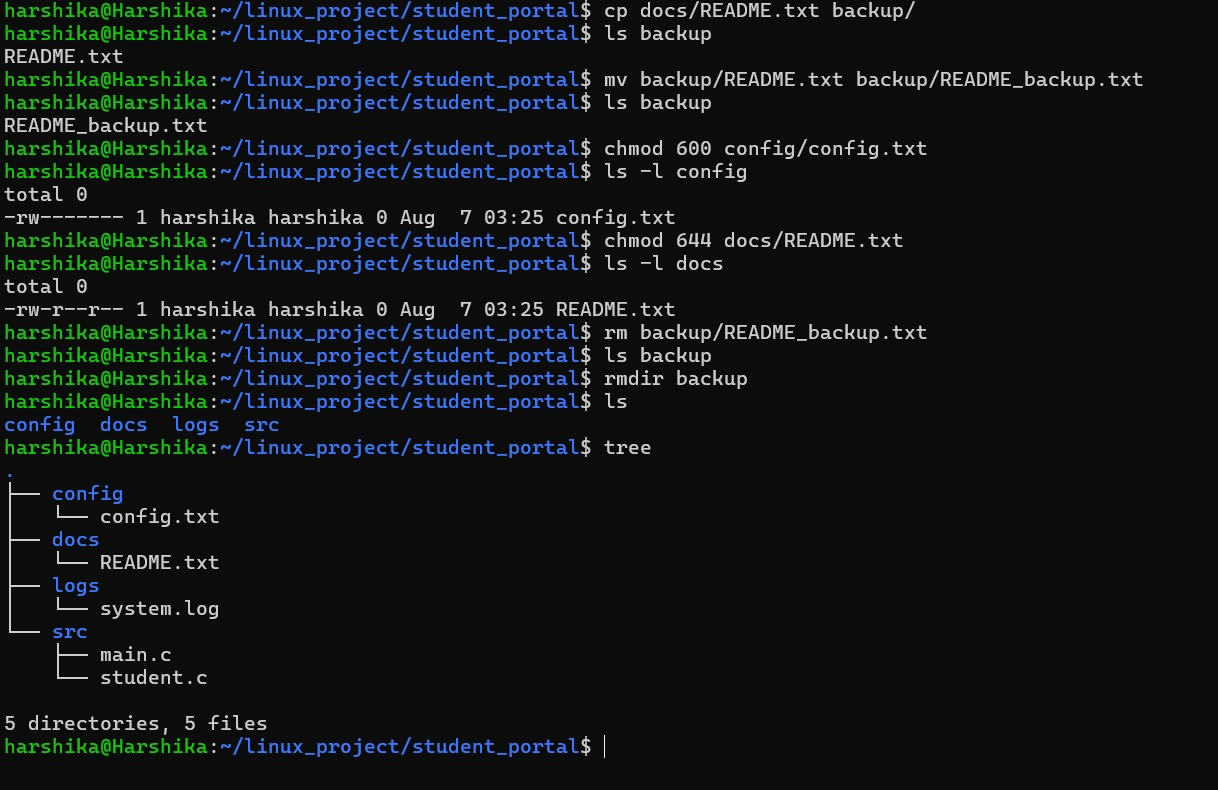 harshika@Harshika:~/linux_project/student_portal$ cp docs/README.txt backup/
harshika@Harshika:~/linux_project/student_portal$ ls backup
README.txt
harshika@Harshika:~/linux_project/student_portal$ mv backup/README.txt backup/README_backup.txt
harshika@Harshika:~/linux_project/student_portal$ ls backup
README_backup.txt
harshika@Harshika:~/linux_project/student_portal$ chmod 600 config/config.txt
harshika@Harshika:~/linux_project/student_portal$ ls -l config
total 0
-rw------- 1 harshika harshika 0 Aug  7 03:25 config.txt
harshika@Harshika:~/linux_project/student_portal$ chmod 644 docs/README.txt
harshika@Harshika:~/linux_project/student_portal$ ls -l docs
total 0
-rw-r--r-- 1 harshika harshika 0 Aug  7 03:25 README.txt
harshika@Harshika:~/linux_project/student_portal$ rm backup/README_backup.txt
harshika@Harshika:~/linux_project/student_portal$ ls backup
harshika@Harshika:~/linux_project/student_portal$ rmdir backup
harshika@Harshika:~/linux_project/student_portal$ ls
config  docs  logs  src
harshika@Harshika:~/linux_project/student_portal$ tree
.
├── config
│   └── config.txt
├── docs
│   └── README.txt
├── logs
│   └── system.log
└── src
    ├── main.c
    └── student.c

5 directories, 5 files
harshika@Harshika:~/linux_project/student_portal$